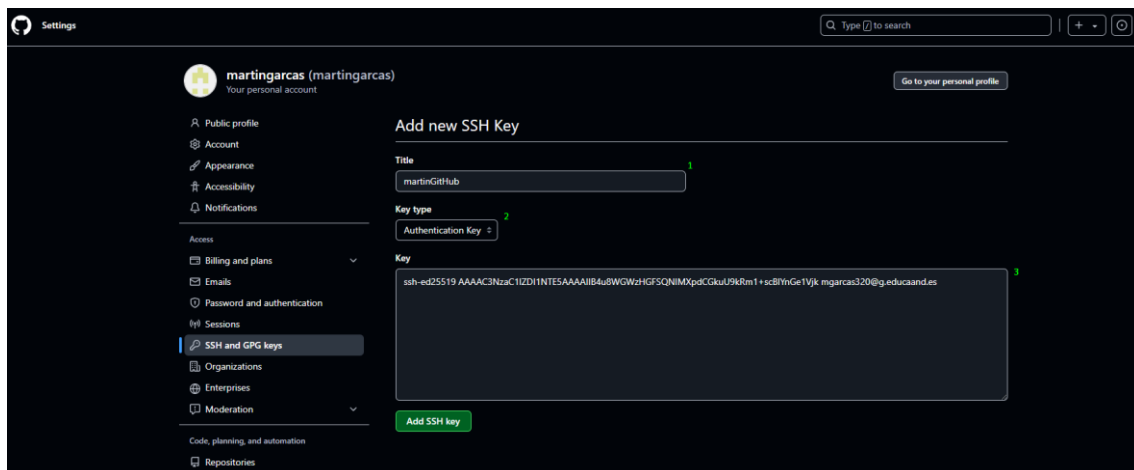 Settings
Type / to search
martingarcas (martingarcas)
Your personal account
Go to your personal profile
Public profile
Account
Appearance
Accessibility
Notifications
Access
Billing and plans
Emails
Password and authentication
Sessions
SSH and GPG keys
Organizations
Enterprises
Moderation
Code, planning, and automation
Repositories
Add new SSH Key
Title
1
martinGitHub
Key type
2
Authentication Key
Key
3
ssh-ed25519 AAAAC3NzaC1lZDI1NTE5AAAAIIB4u8WGWzHGFSQNIMXpdCGkuU9kRm1+scBIYnGe1Vjk mgarcas320@g.educaand.es
Add SSH key